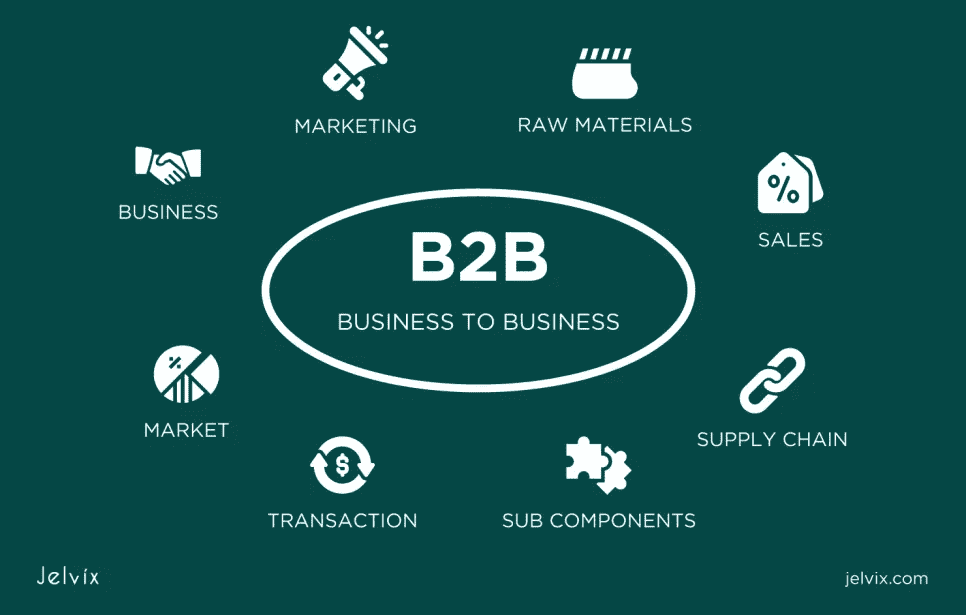 MARKETING
RAW MATERIALS
BUSINESS
%
SALES
B2B
BUSINESS TO BUSINESS
%
MARKET
SUPPLY CHAIN
$
TRANSACTION
SUB COMPONENTS
Jelvix
jelvix.com